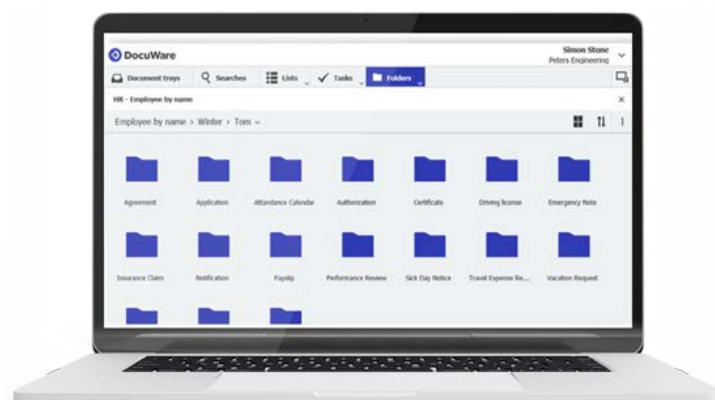 DocuWare
Simon Stone
Peters Engineering
Document trays Searches Lists Tasks Folders
HR - Employee by name
Employee by name > Winter > Tom
Agreement Application Attandance Calendar Authorization Certificate Driving license Emergency Note
Insurance Claim Notification Payslip Performance Review Sick Day Notice Travel Expense Re... Vacation Request